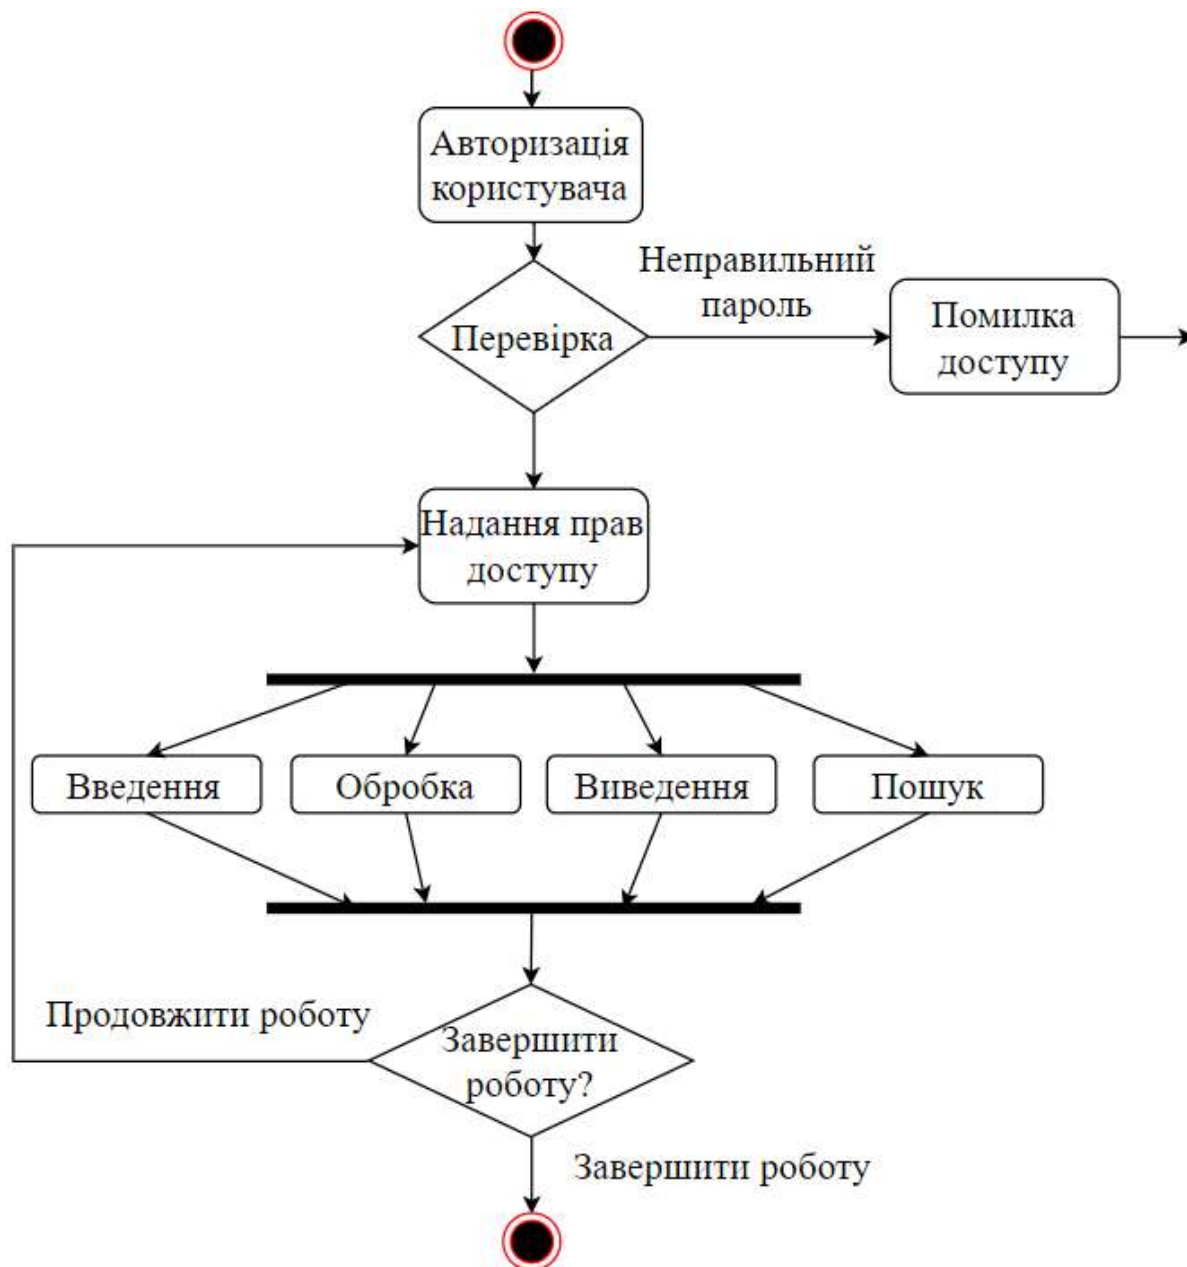 Авторизація
користувача
Неправильний
пароль
Перевірка
Помилка
доступу
Надання прав
доступу
Введення
Обробка
Виведення
Пошук
Продовжити роботу
Завершити
роботу?
Завершити роботу